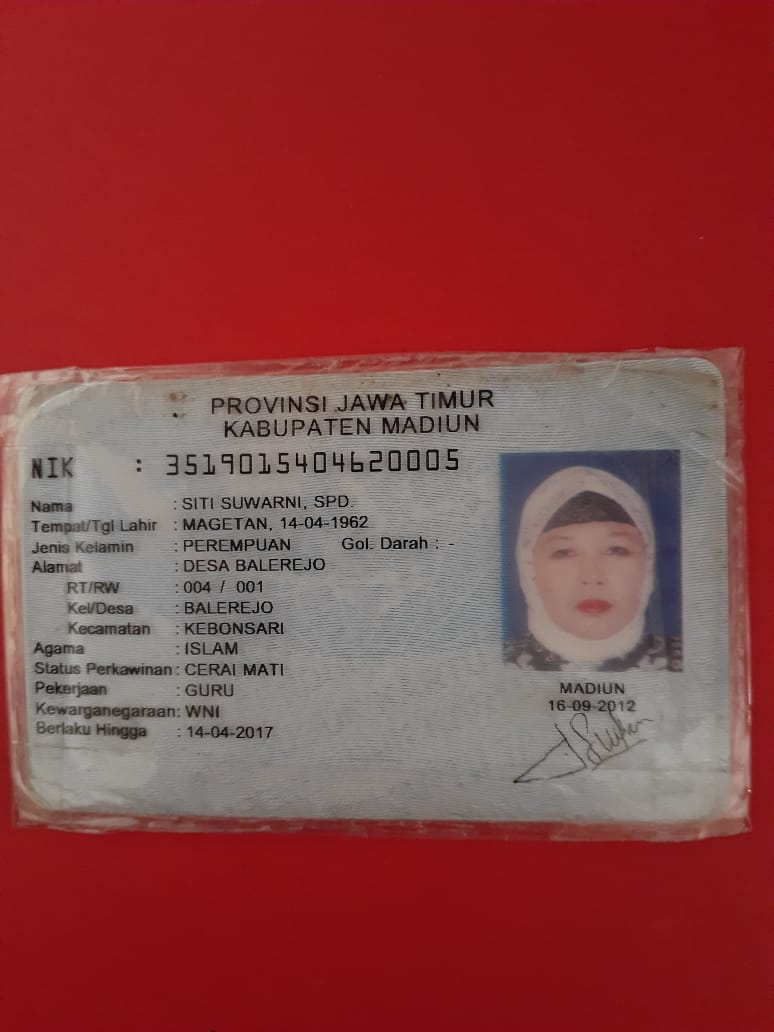 PROVINSI JAWA TIMUR
KABUPATEN MADIUN
NIK : 3519015404620005
Nama : SITI SUWARNI, SPD.
Tempat/Tgl Lahir : MAGETAN, 14-04-1962
Jenis Kelamin : PEREMPUAN Gol. Darah : -
Alamat : DESA BALEREJO
RT/RW : 004 / 001
Kel/Desa : BALEREJO
Kecamatan : KEBONSARI
Agama : ISLAM
Status Perkawinan : CERAI MATI
Pekerjaan : GURU
Kewarganegaraan: WNI
Berlaku Hingga : 14-04-2017
MADIUN
16-09-2012